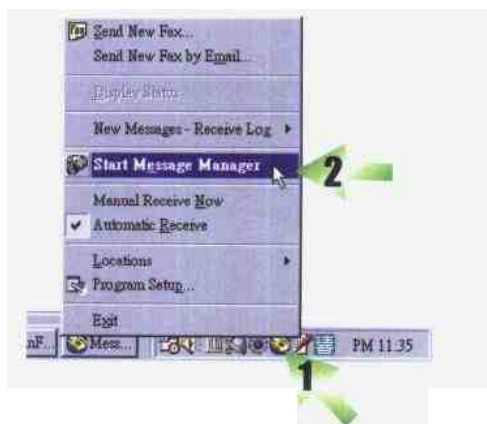 Send New Fax...
Send New Fax by Email...
Display Status
New Messages - Receive Log
Start Message Manager
2
Manual Receive Now
Automatic Receive
Locations
Program Setup...
Exit
nF... Mess... PM 11:35
1